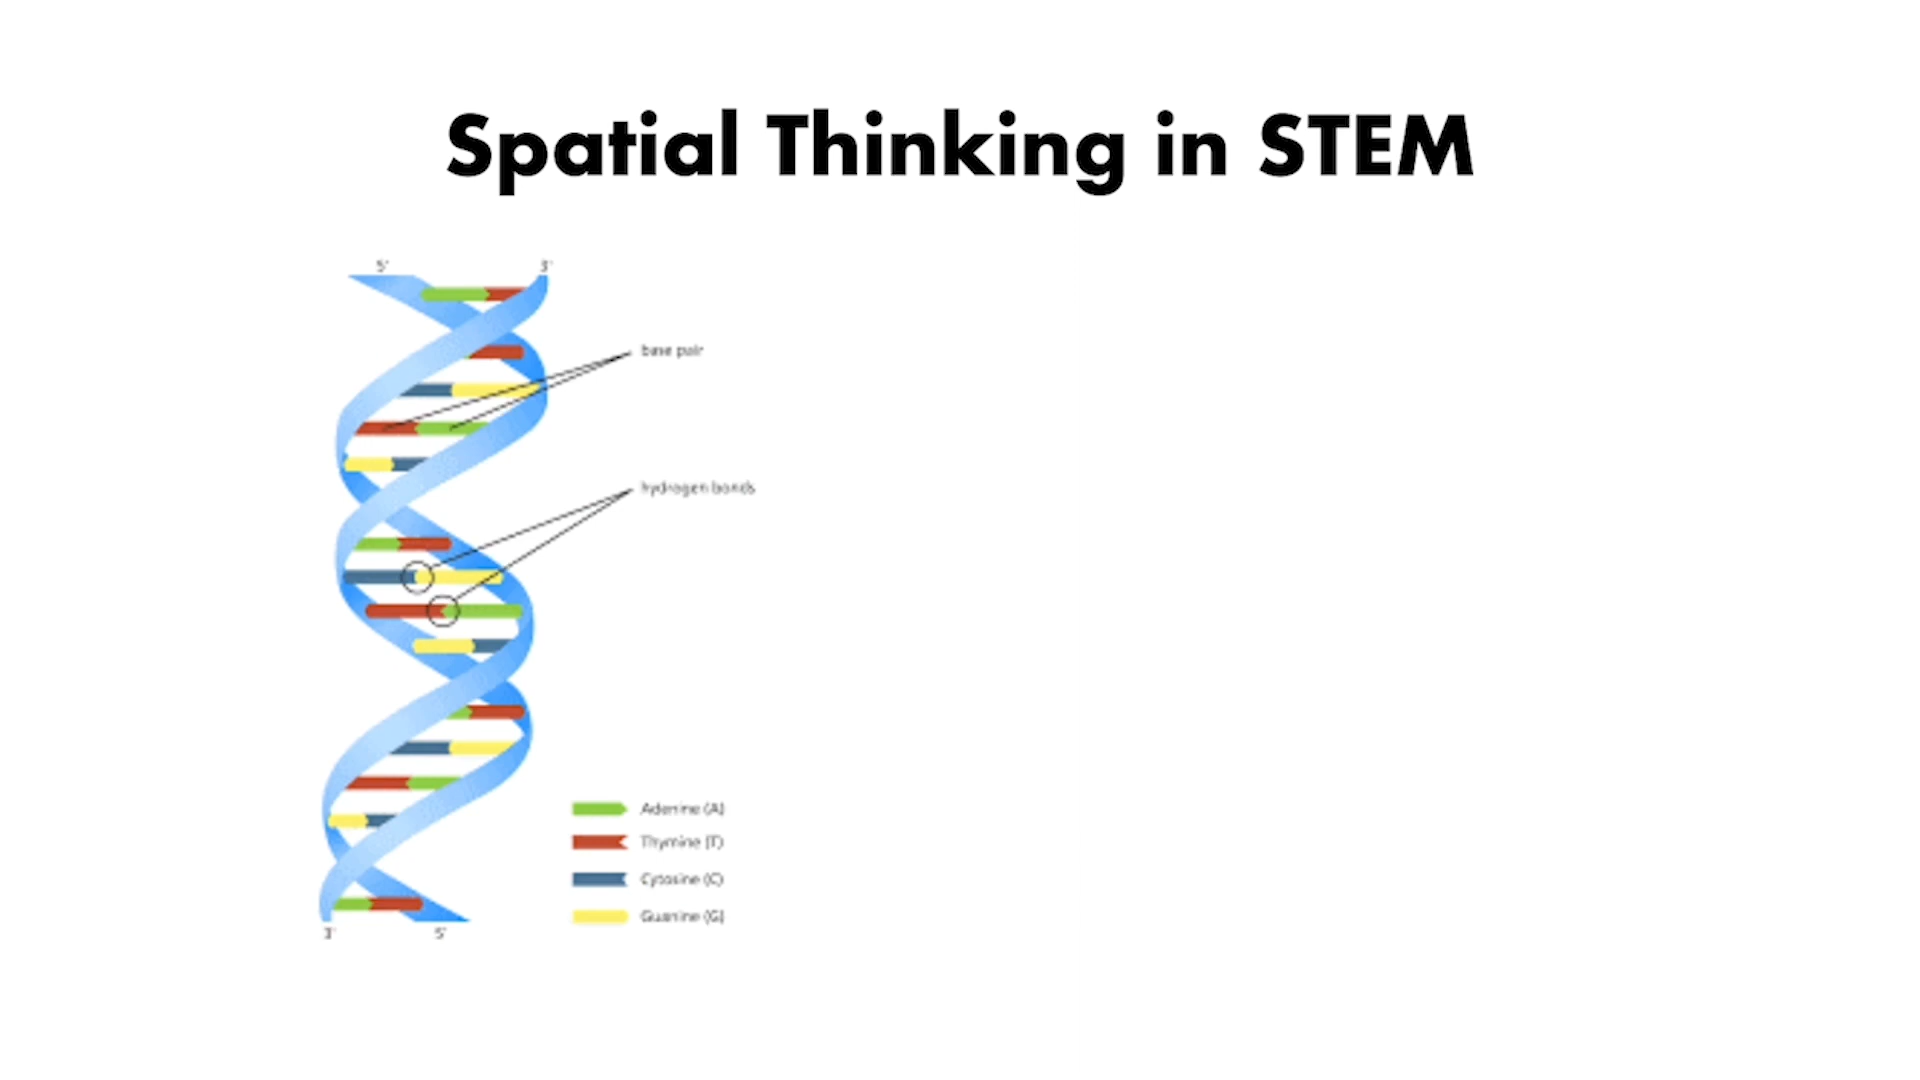 Spatial Thinking in STEM
5' 3'
base pair
hydrogen bonds
Adenine (A)
Thymine (T)
Cytosine (C)
Guanine (G)
3' 5'